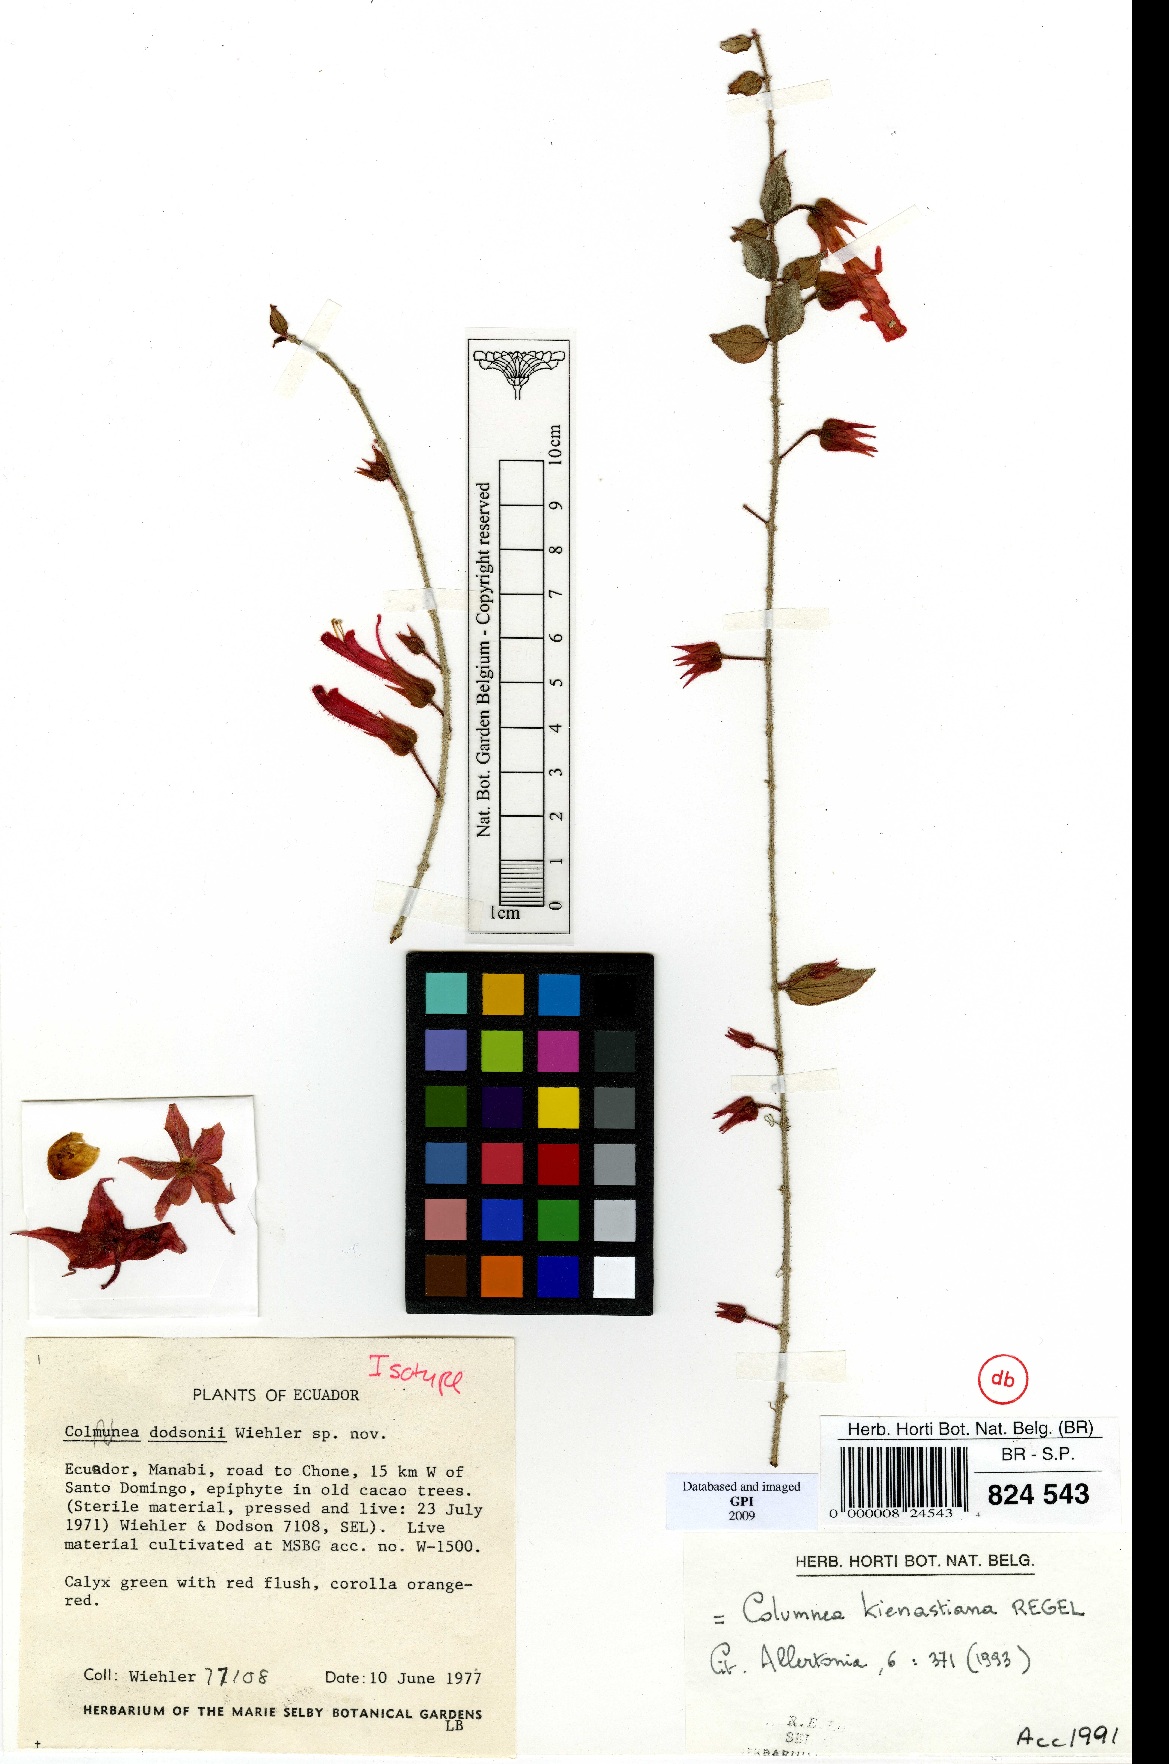 Nat. Bot. Garden Belgium - Copyright reserved
10cm
9
8
7
6
5
4
3
2
1
0
1cm
Isotype
PLANTS OF ECUADOR
Columnea dodsonii Wiehler sp. nov.
Ecuador, Manabi, road to Chone, 15 km W of
Santo Domingo, epiphyte in old cacao trees.
(Sterile material, pressed and live: 23 July
1971) Wiehler & Dodson 7108, SEL). Live
material cultivated at MSBG acc. no. W-1500.
Calyx green with red flush, corolla orange-
red.
Coll: Wiehler 77108 Date: 10 June 1977
HERBARIUM OF THE MARIE SELBY BOTANICAL GARDENS
LB
db
Herb. Horti Bot. Nat. Belg. (BR)
BR - S.P.
824 543
0 000008 24543
Databased and imaged
GPI
2009
HERB. HORTI BOT. NAT. BELG.
= Columnea kienastiana REGEL
Cit. Allertonia, 6 : 371 (1993)
Acc 1991